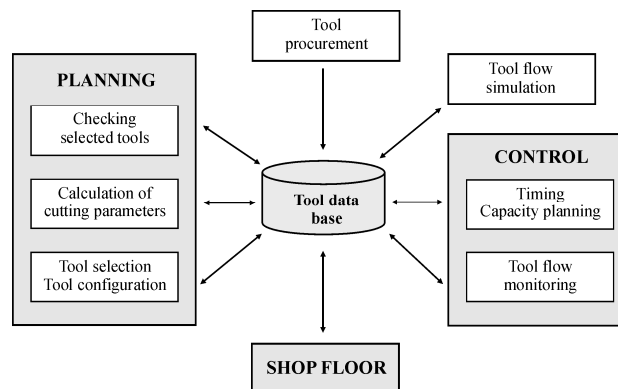 Tool
procurement
PLANNING
Checking
selected tools
Calculation of
cutting parameters
Tool selection
Tool configuration
Tool data
base
Tool flow
simulation
CONTROL
Timing
Capacity planning
Tool flow
monitoring
SHOP FLOOR